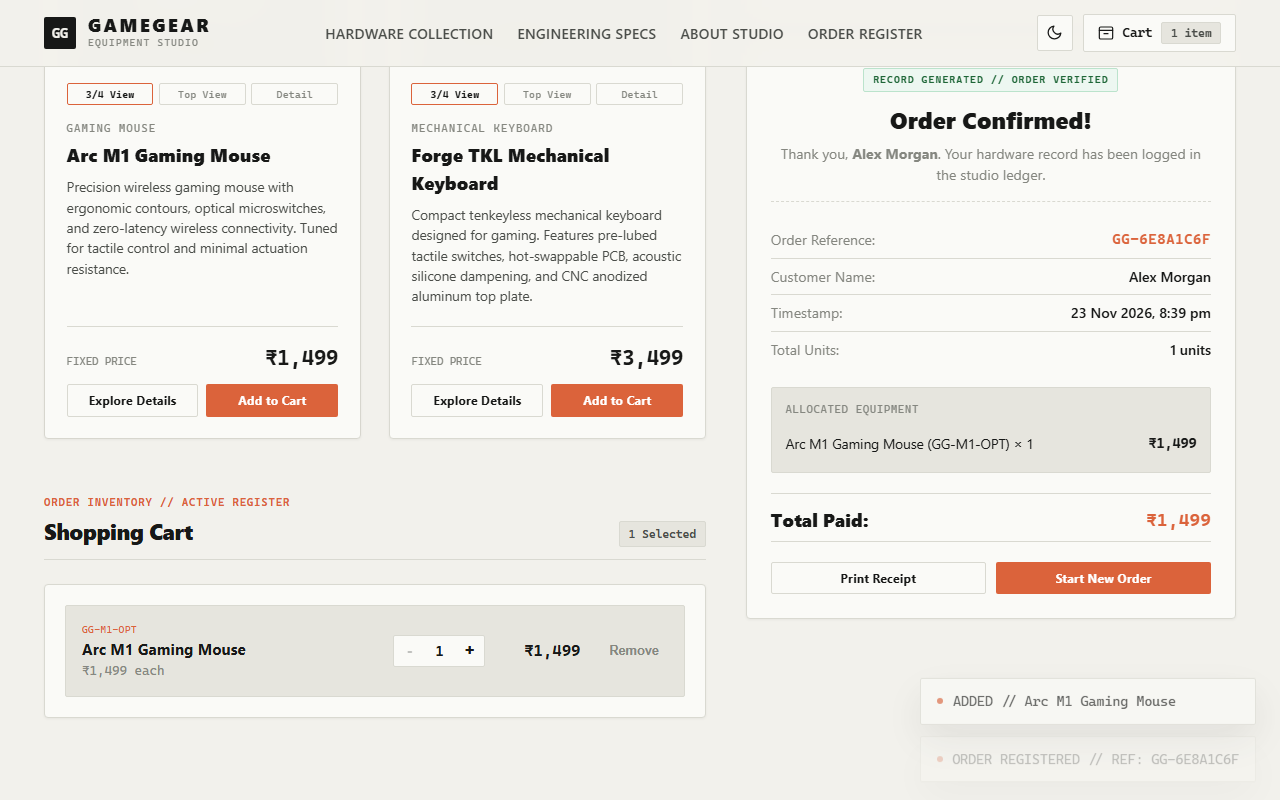 GG
GAMEGEAR
EQUIPMENT STUDIO
HARDWARE COLLECTION
ENGINEERING SPECS
ABOUT STUDIO
ORDER REGISTER
Cart
1 item
3/4 View
Top View
Detail
GAMING MOUSE
Arc M1 Gaming Mouse
Precision wireless gaming mouse with
ergonomic contours, optical microswitches,
and zero-latency wireless connectivity. Tuned
for tactile control and minimal actuation
resistance.
FIXED PRICE
₹1,499
Explore Details
Add to Cart
3/4 View
Top View
Detail
MECHANICAL KEYBOARD
Forge TKL Mechanical
Keyboard
Compact tenkeyless mechanical keyboard
designed for gaming. Features pre-lubed
tactile switches, hot-swappable PCB, acoustic
silicone dampening, and CNC anodized
aluminum top plate.
FIXED PRICE
₹3,499
Explore Details
Add to Cart
ORDER INVENTORY // ACTIVE REGISTER
Shopping Cart
1 Selected
GG-M1-OPT
Arc M1 Gaming Mouse
₹1,499 each
- 1 +
₹1,499
Remove
RECORD GENERATED // ORDER VERIFIED
Order Confirmed!
Thank you, Alex Morgan. Your hardware record has been logged in
the studio ledger.
Order Reference:
GG-6E8A1C6F
Customer Name:
Alex Morgan
Timestamp:
23 Nov 2026, 8:39 pm
Total Units:
1 units
ALLOCATED EQUIPMENT
Arc M1 Gaming Mouse (GG-M1-OPT) × 1
₹1,499
Total Paid:
₹1,499
Print Receipt
Start New Order
ADDED // Arc M1 Gaming Mouse
ORDER REGISTERED // REF: GG-6E8A1C6F